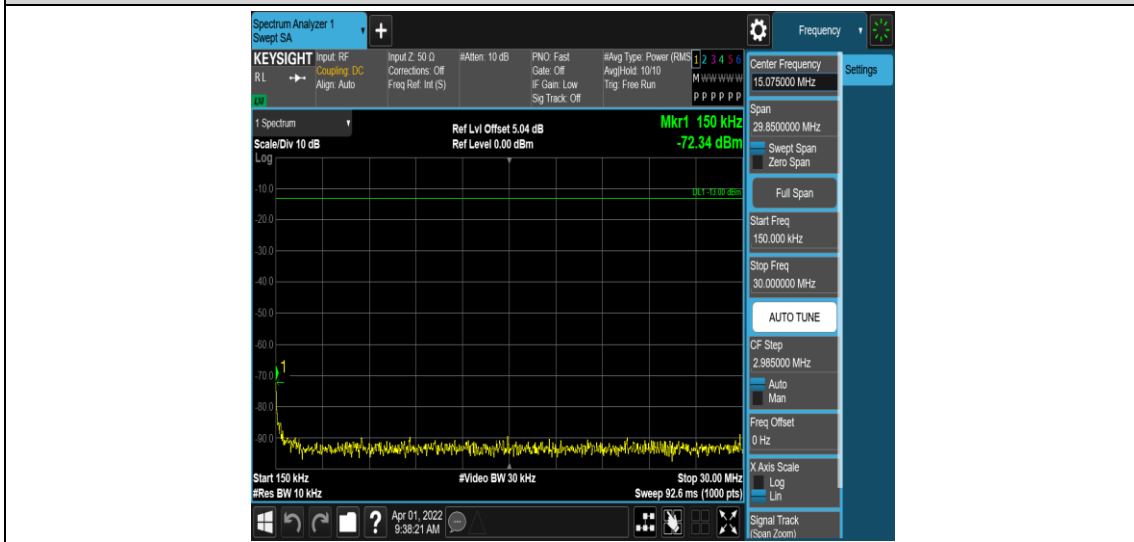 Spectrum Analyzer 1
Swept SA
+
Frequency
KEYSIGHT
RL
LXI
Input: RF
Coupling: DC
Align: Auto
Input Z: 50 Ω
Corrections: Off
Freq Ref: Int (S)
#Atten: 10 dB
PNO: Fast
Gate: Off
IF Gain: Low
Sig Track: Off
#Avg Type: Power (RMS
Avg|Hold: 10/10
Trig: Free Run
1 2 3 4 5 6
M W W W W W
P P P P P P
Center Frequency
15.075000 MHz
Settings
Span
29.8500000 MHz
Swept Span
Zero Span
Full Span
Start Freq
150.000 kHz
Stop Freq
30.000000 MHz
AUTO TUNE
CF Step
2.985000 MHz
Auto
Man
Freq Offset
0 Hz
X Axis Scale
Log
Lin
Signal Track
(Span Zoom)
1 Spectrum
Scale/Div 10 dB
Ref Lvl Offset 5.04 dB
Ref Level 0.00 dBm
Mkr1 150 kHz
-72.34 dBm
Log
DL1 -13.00 dBm
-10.0
-20.0
-30.0
-40.0
-50.0
-60.0
1
-70.0
-80.0
-90.0
Start 150 kHz
#Res BW 10 kHz
#Video BW 30 kHz
Stop 30.00 MHz
Sweep 92.6 ms (1000 pts)
?
Apr 01, 2022
9:38:21 AM